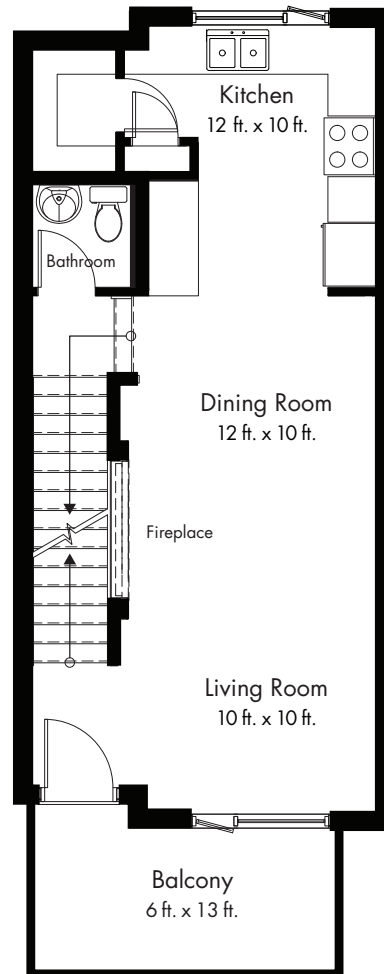 Kitchen
12 ft. x 10 ft.
Bathroom
Dining Room
12 ft. x 10 ft.
Fireplace
Living Room
10 ft. x 10 ft.
Balcony
6 ft. x 13 ft.